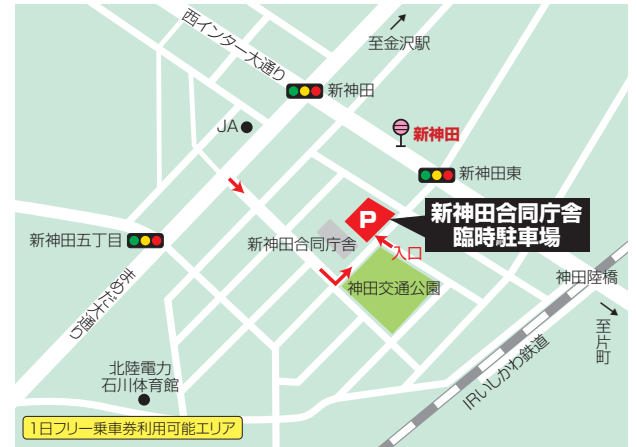 至金沢駅
西インター大通り
新神田
JA
新神田
新神田東
P
新神田合同庁舎
臨時駐車場
新神田合同庁舎
入口
新神田五丁目
神田交通公園
神田陸橋
まめだ大通り
至片町
IRいしかわ鉄道
北陸電力
石川体育館
1日フリー乗車券利用可能エリア